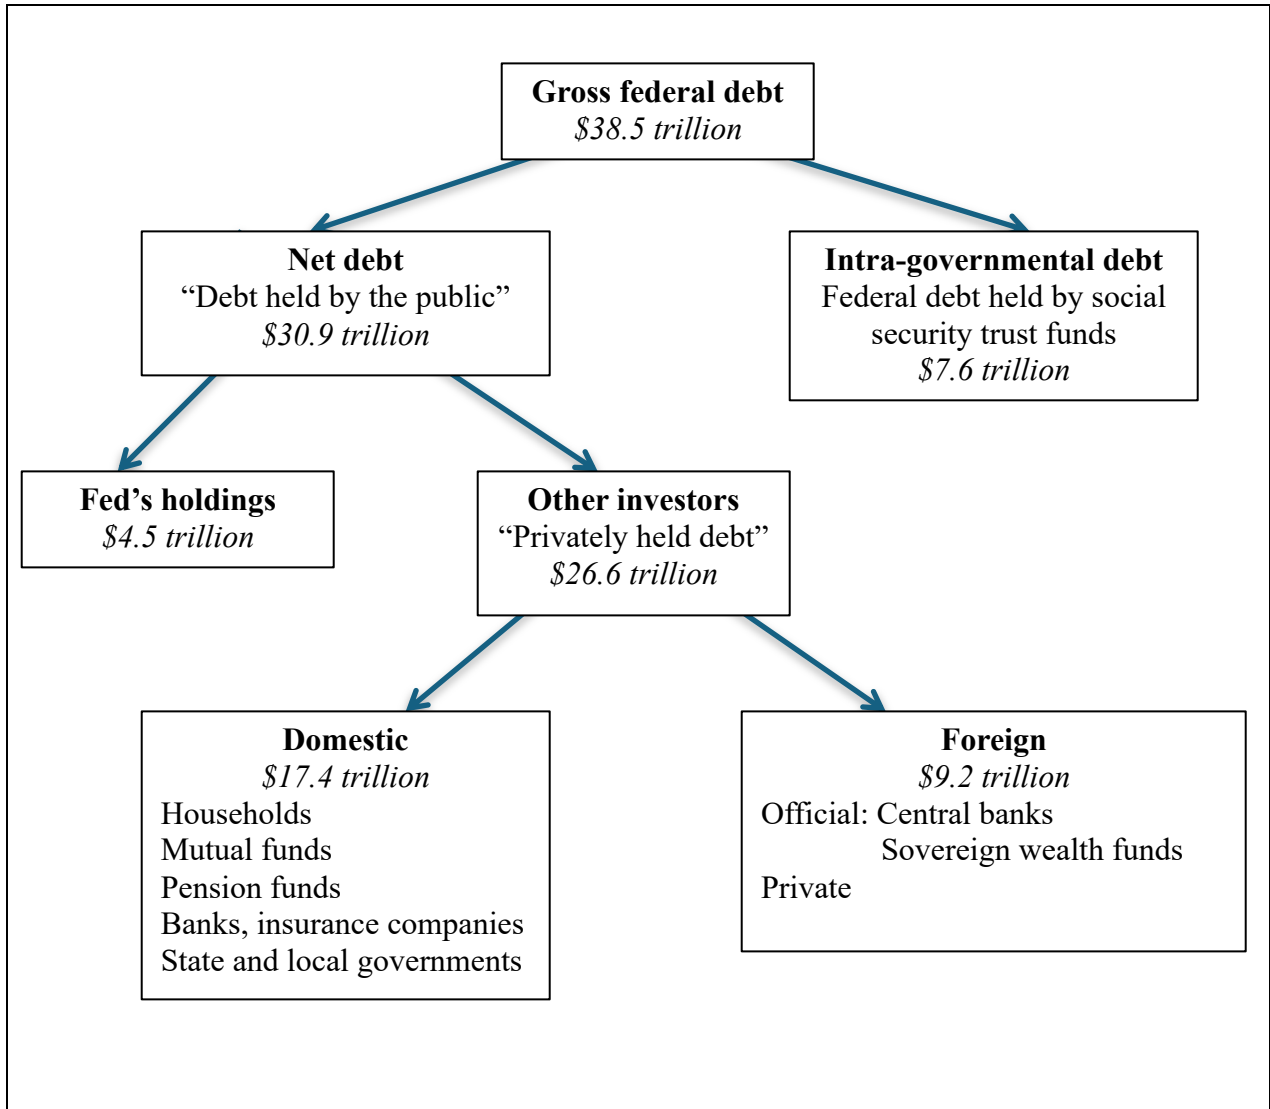 Gross federal debt
$38.5 trillion
Net debt
“Debt held by the public”
$30.9 trillion
Intra-governmental debt
Federal debt held by social
security trust funds
$7.6 trillion
Fed’s holdings
$4.5 trillion
Other investors
“Privately held debt”
$26.6 trillion
Domestic
$17.4 trillion
Households
Mutual funds
Pension funds
Banks, insurance companies
State and local governments
Foreign
$9.2 trillion
Official: Central banks
Sovereign wealth funds
Private